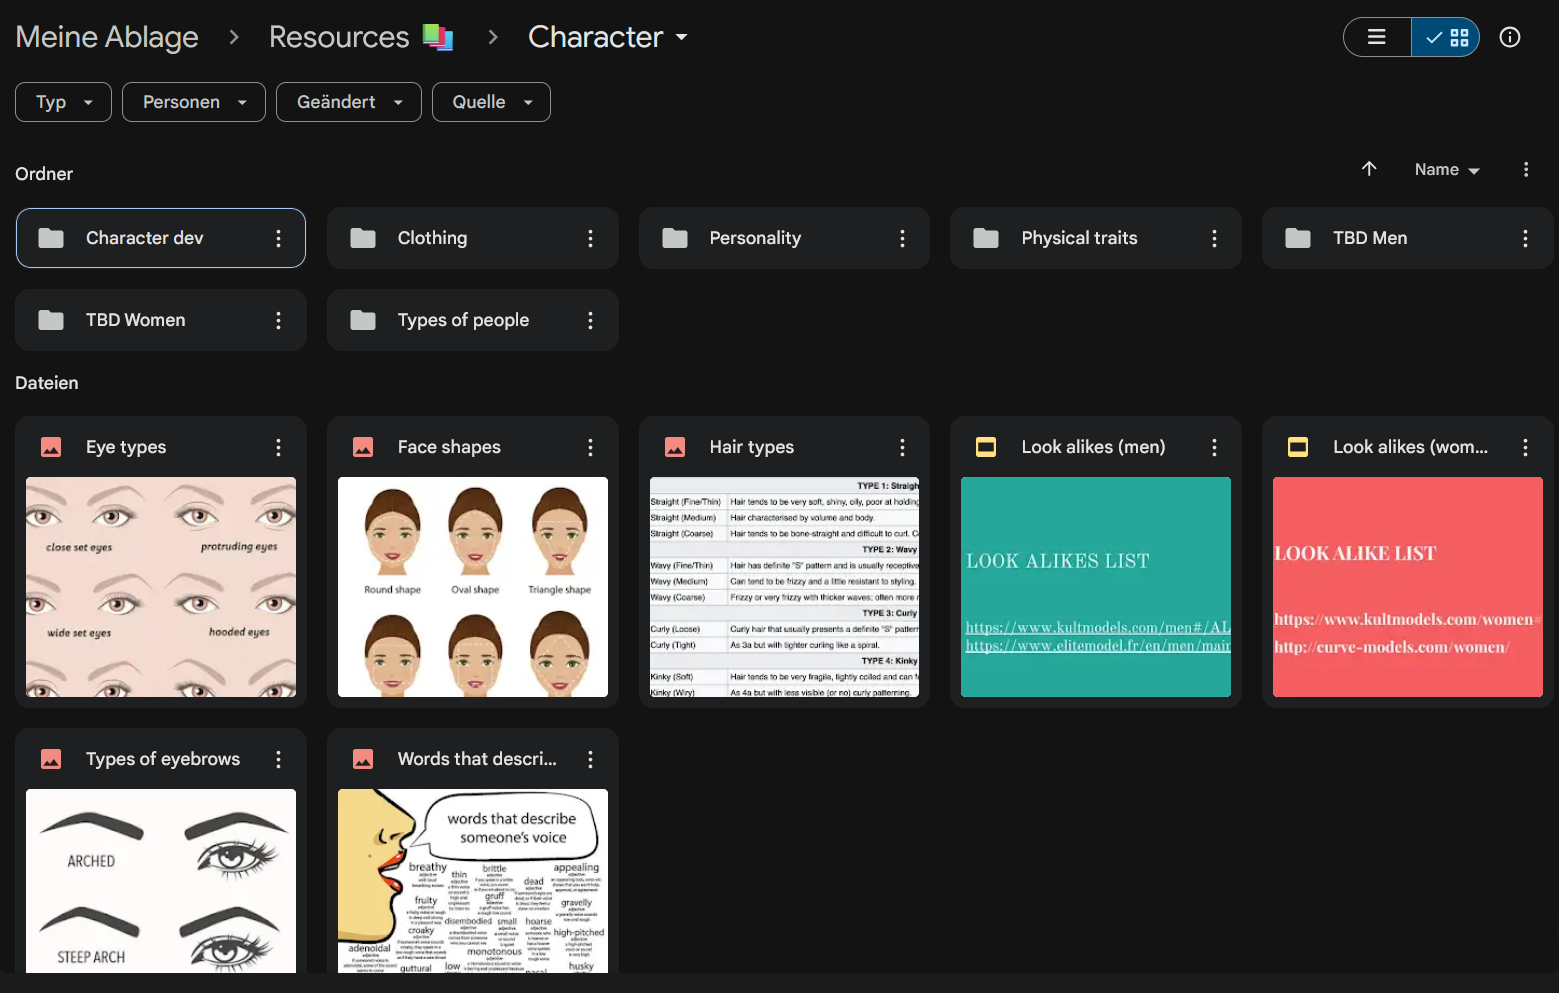 Meine Ablage > Resources > Character
Typ
Personen
Geändert
Quelle
Ordner
Name
Character dev
Clothing
Personality
Physical traits
TBD Men
TBD Women
Types of people
Dateien
Eye types
close set eyes
protruding eyes
wide set eyes
hooded eyes
Face shapes
Round shape
Oval shape
Triangle shape
Hair types
TYPE 1: Straigh
Straight (Fine/Thin) Hair tends to be very soft, shiny, oily, poor at holding
Straight (Medium) Hair characterised by volume and body.
Straight (Coarse) Hair tends to be bone-straight and difficult to curl. C
TYPE 2: Wavy
Wavy (Fine/Thin) Hair has definite "S" pattern and is usually receptive
Wavy (Medium) Can tend to be frizzy and a little resistant to styling.
Wavy (Coarse) Frizzy or very frizzy with thicker waves; often more r
TYPE 3: Curly
Curly (Loose) Curly hair that usually presents a definite "S" patterr
Curly (Tight) As 3a but with tighter curling like a spiral.
TYPE 4: Kinky
Kinky (Soft) Hair tends to be very fragile, tightly coiled and can f
Kinky (Wiry) As 4a but with less visible (or no) curly patterning.
Look alikes (men)
LOOK ALIKES LIST
https://www.kultmodels.com/men#/AL
https://www.elitemodel.fr/en/men/mair
Look alikes (wom...
LOOK ALIKE LIST
https://www.kultmodels.com/women#
http://curve-models.com/women/
Types of eyebrows
ARCHED
STEEP ARCH
Words that descri...
words that describe
someone's voice
breathy
thin
brittle
appealing
dead
fruity
gruff
gravelly
disembodied
small
hoarse
croaky
high-pitched
adenoidal
monotonous
guttural
low
husky